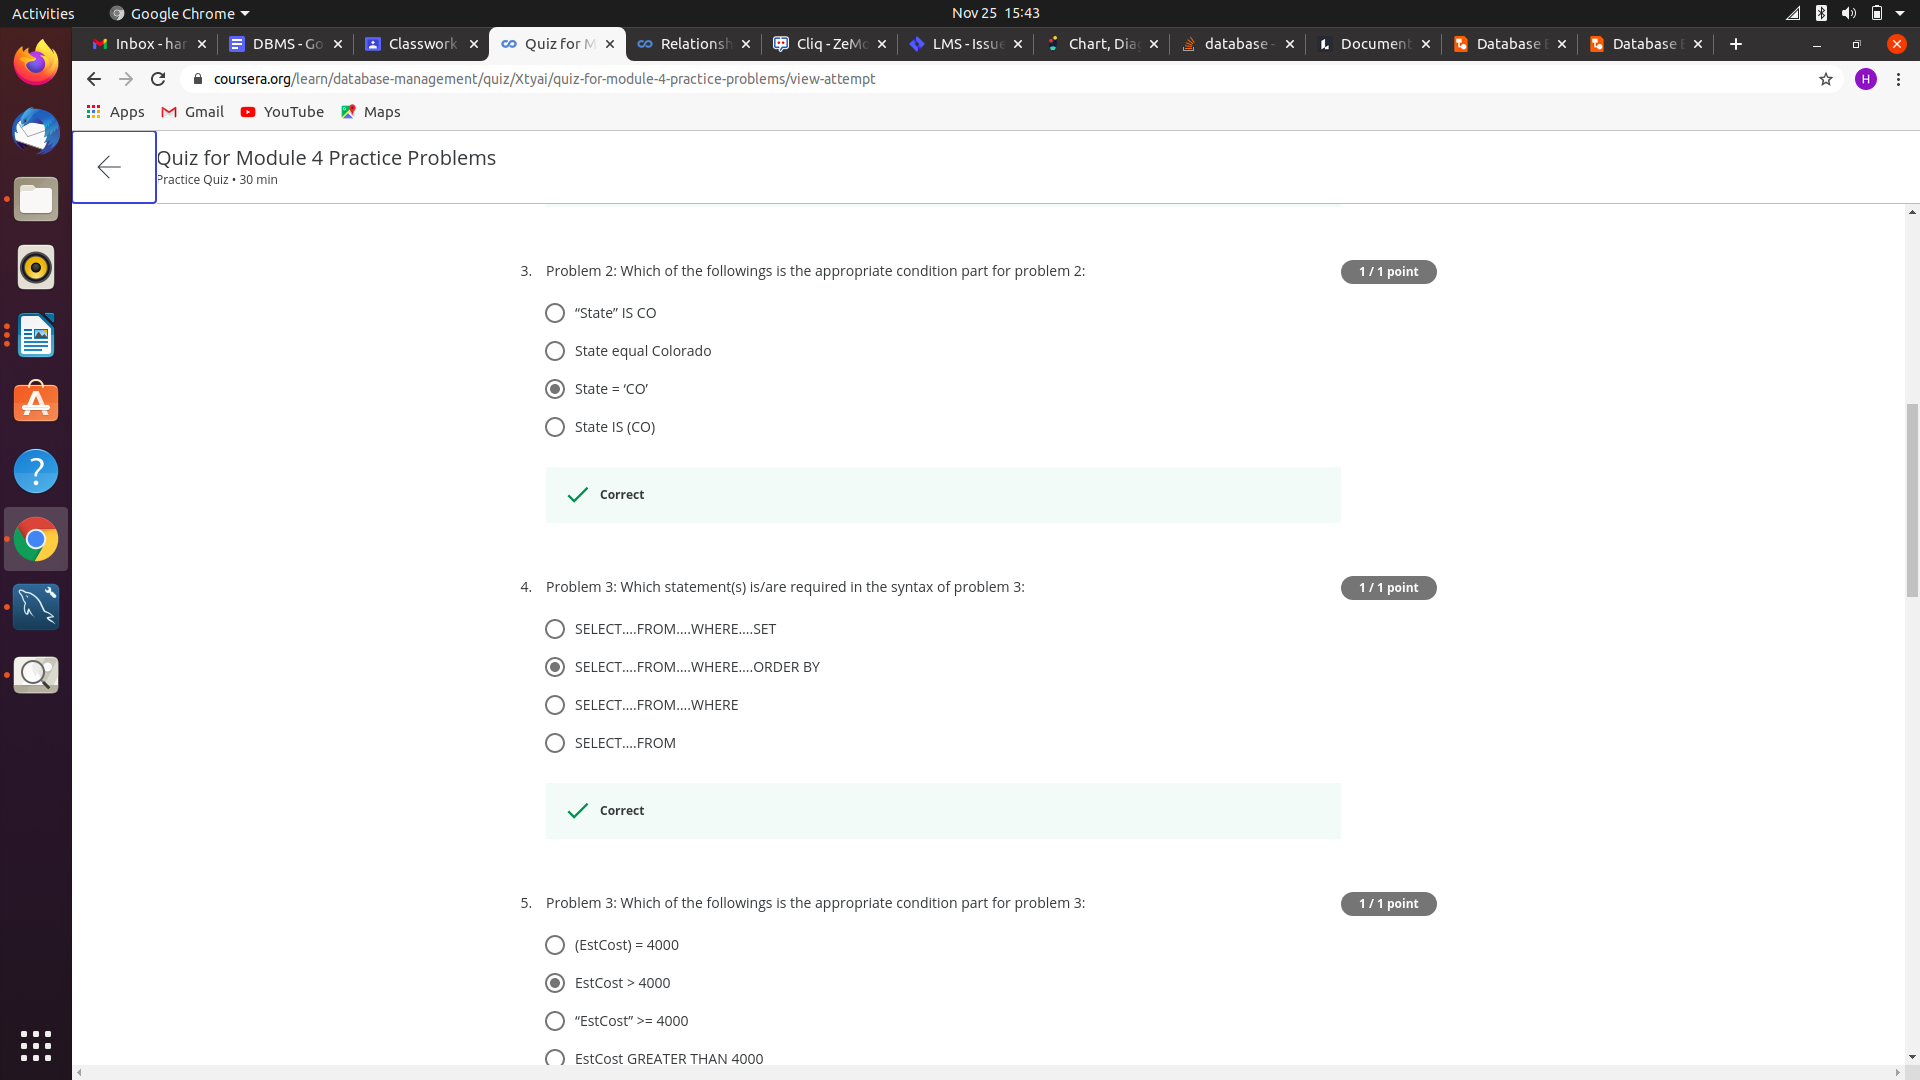 Activities
Google Chrome
Nov 25 15:43
Inbox - har
DBMS - Go
Classwork
Quiz for M
Relationsh
Cliq - ZeMo
LMS - Issue
Chart, Dia
database -
Document
Database E
Database E
coursera.org/learn/database-management/quiz/Xtyai/quiz-for-module-4-practice-problems/view-attempt
H
Apps
Gmail
YouTube
Maps
Quiz for Module 4 Practice Problems
Practice Quiz • 30 min
3. Problem 2: Which of the followings is the appropriate condition part for problem 2:
1 / 1 point
“State” IS CO
State equal Colorado
State = ‘CO’
State IS (CO)
Correct
4. Problem 3: Which statement(s) is/are required in the syntax of problem 3:
1 / 1 point
SELECT....FROM....WHERE....SET
SELECT....FROM....WHERE....ORDER BY
SELECT....FROM....WHERE
SELECT....FROM
Correct
5. Problem 3: Which of the followings is the appropriate condition part for problem 3:
1 / 1 point
(EstCost) = 4000
EstCost > 4000
“EstCost” >= 4000
EstCost GREATER THAN 4000